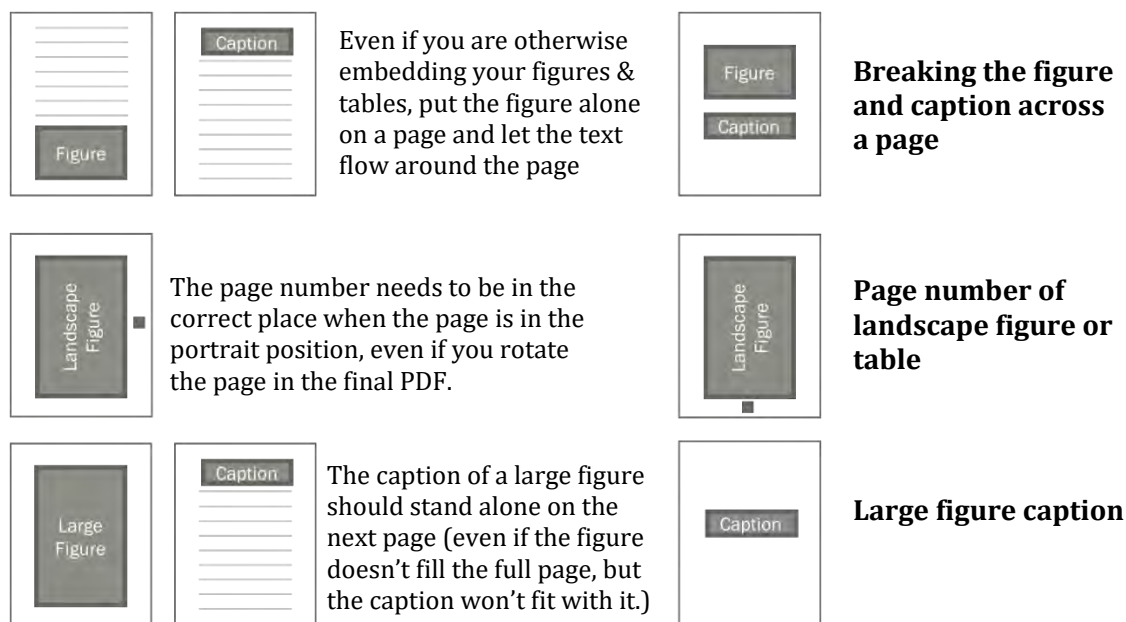 Figure
Caption
Even if you are otherwise
embedding your figures &
tables, put the figure alone
on a page and let the text
flow around the page
Figure
Caption
Breaking the figure
and caption across
a page
Landscape
Figure
The page number needs to be in the
correct place when the page is in the
portrait position, even if you rotate
the page in the final PDF.
Landscape
Figure
Page number of
landscape figure or
table
Large
Figure
Caption
The caption of a large figure
should stand alone on the
next page (even if the figure
doesn’t fill the full page, but
the caption won’t fit with it.)
Caption
Large figure caption